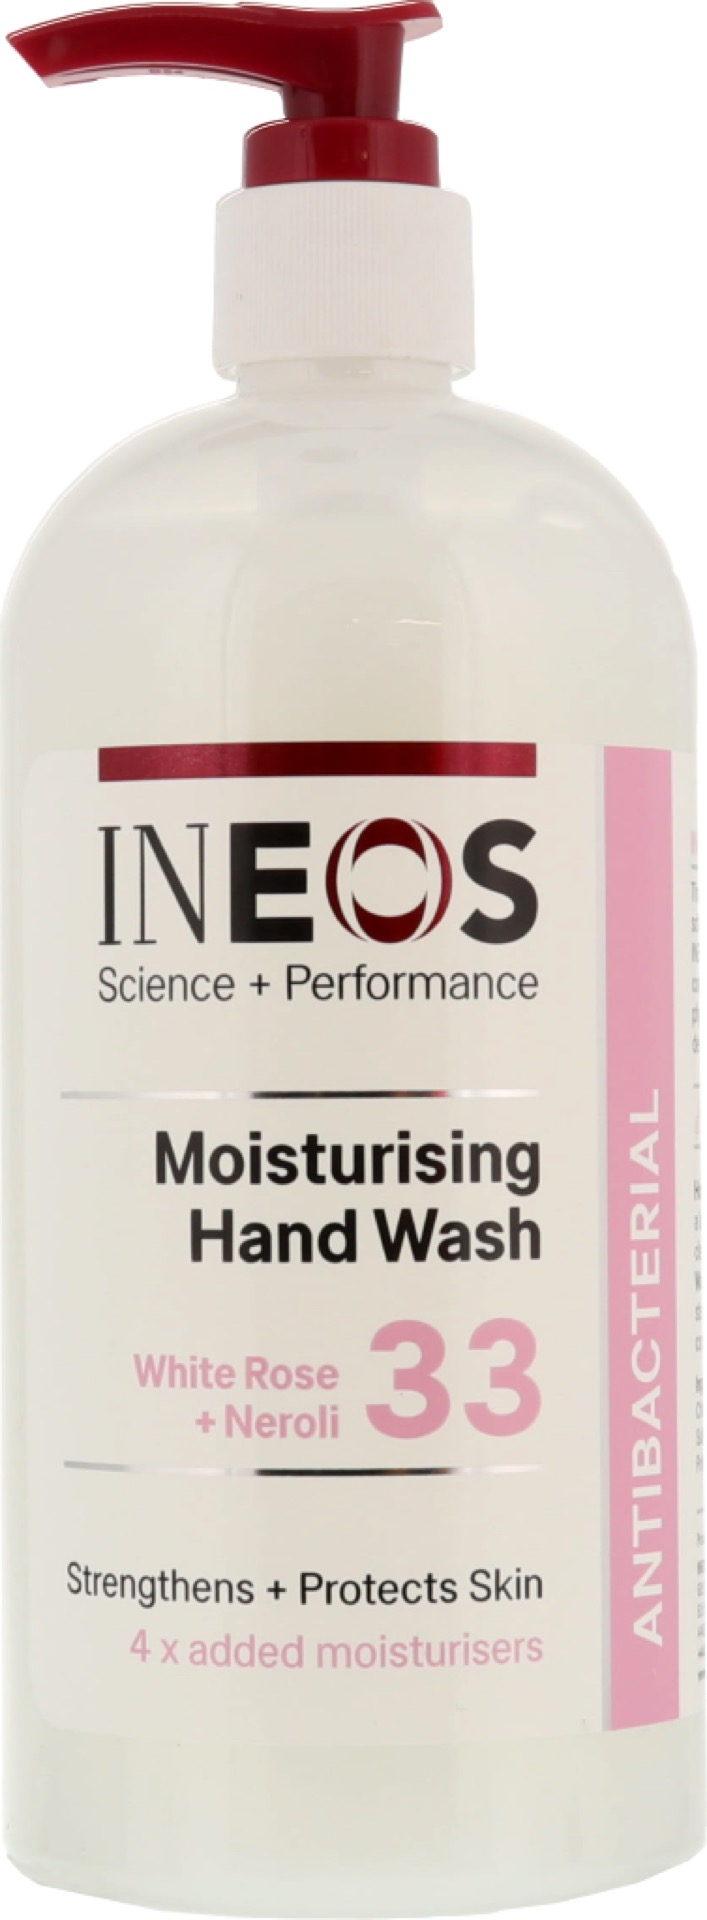 INEOS
Science + Performance
Moisturising
Hand Wash
White Rose
+ Neroli
33
Strengthens + Protects Skin
4 x added moisturisers
ANTIBACTERIAL